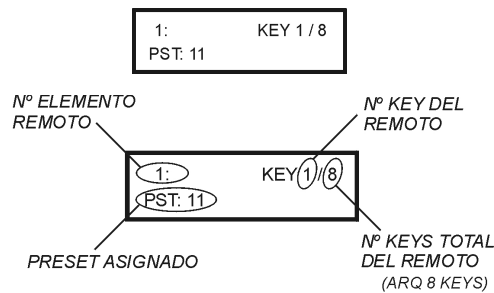 1: KEY 1 / 8
PST: 11
Nº ELEMENTO
REMOTO
Nº KEY DEL
REMOTO
1: KEY 1 / 8
PST: 11
PRESET ASIGNADO
Nº KEYS TOTAL
DEL REMOTO
(ARQ 8 KEYS)